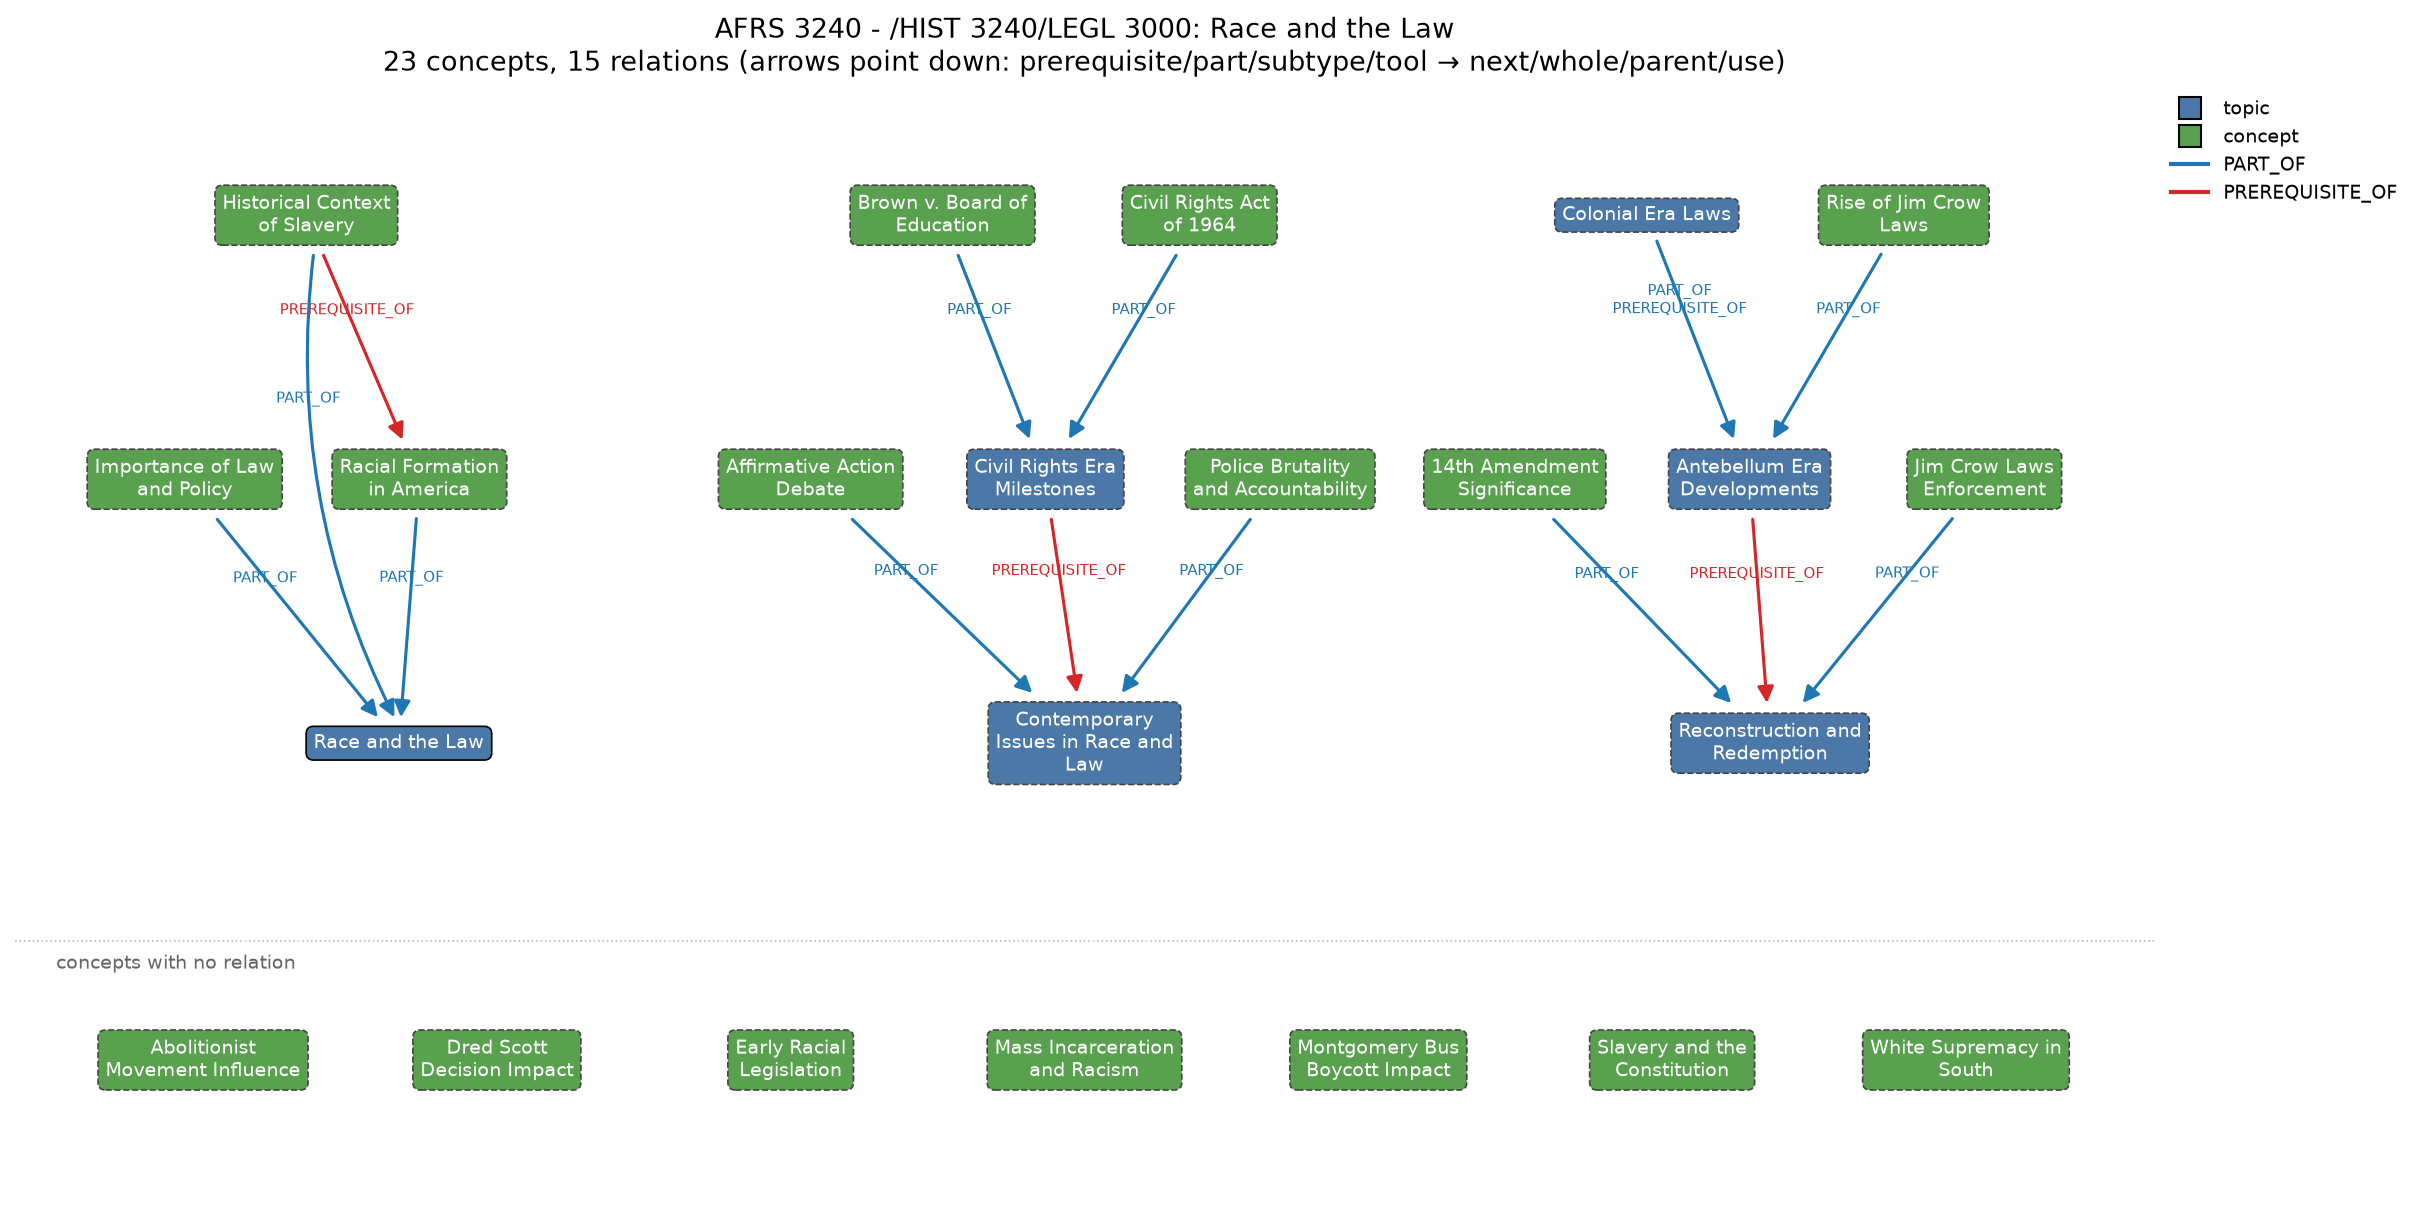 AFRS 3240 - /HIST 3240/LEGL 3000: Race and the Law
23 concepts, 15 relations (arrows point down: prerequisite/part/subtype/tool → next/whole/parent/use)
topic
concept
PART_OF
PREREQUISITE_OF
Historical Context
of Slavery
Brown v. Board of
Education
Civil Rights Act
of 1964
Colonial Era Laws
Rise of Jim Crow
Laws
PREREQUISITE_OF
PART_OF
PART_OF
PART_OF
PREREQUISITE_OF
PART_OF
PART_OF
Importance of Law
and Policy
Racial Formation
in America
Affirmative Action
Debate
Civil Rights Era
Milestones
Police Brutality
and Accountability
14th Amendment
Significance
Antebellum Era
Developments
Jim Crow Laws
Enforcement
PART_OF
PART_OF
PART_OF
PREREQUISITE_OF
PART_OF
PART_OF
PREREQUISITE_OF
PART_OF
Race and the Law
Contemporary
Issues in Race and
Law
Reconstruction and
Redemption
concepts with no relation
Abolitionist
Movement Influence
Dred Scott
Decision Impact
Early Racial
Legislation
Mass Incarceration
and Racism
Montgomery Bus
Boycott Impact
Slavery and the
Constitution
White Supremacy in
South